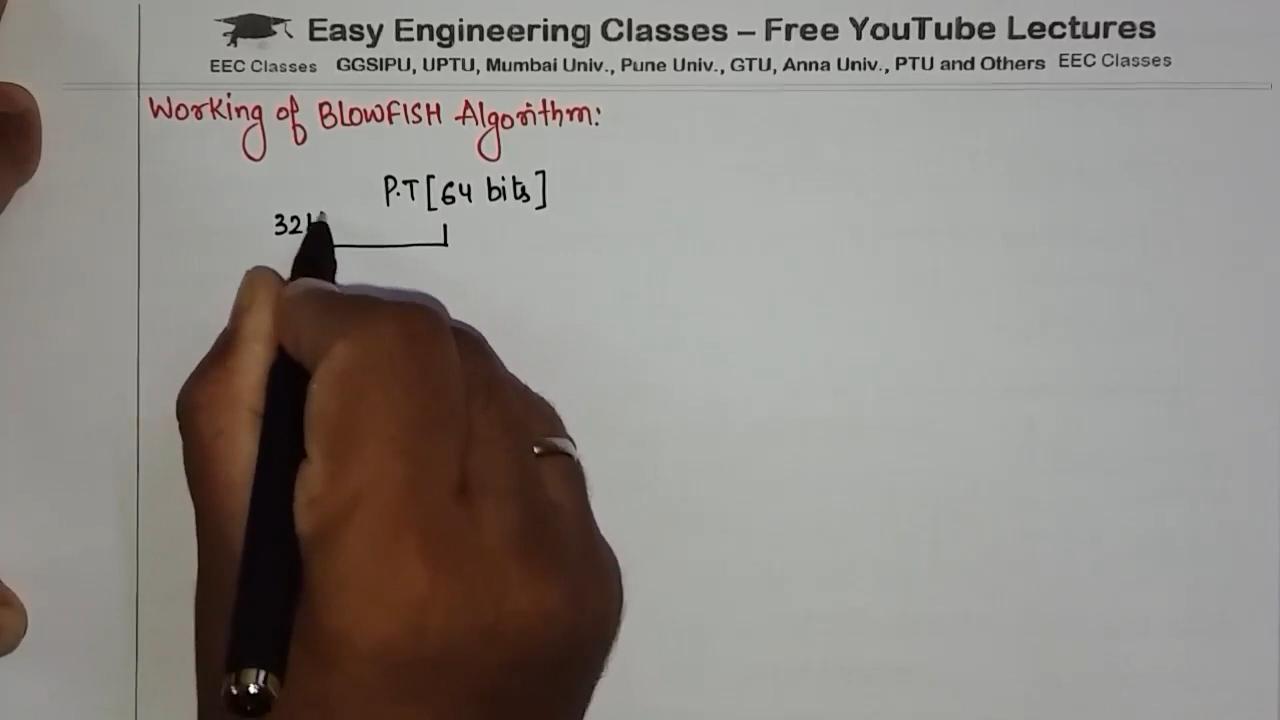 Easy Engineering Classes – Free YouTube Lectures
EEC Classes GGSIPU, UPTU, Mumbai Univ., Pune Univ., GTU, Anna Univ., PTU and Others EEC Classes
Working of BLOWFISH Algorithm:
P.T [64 bits]
32